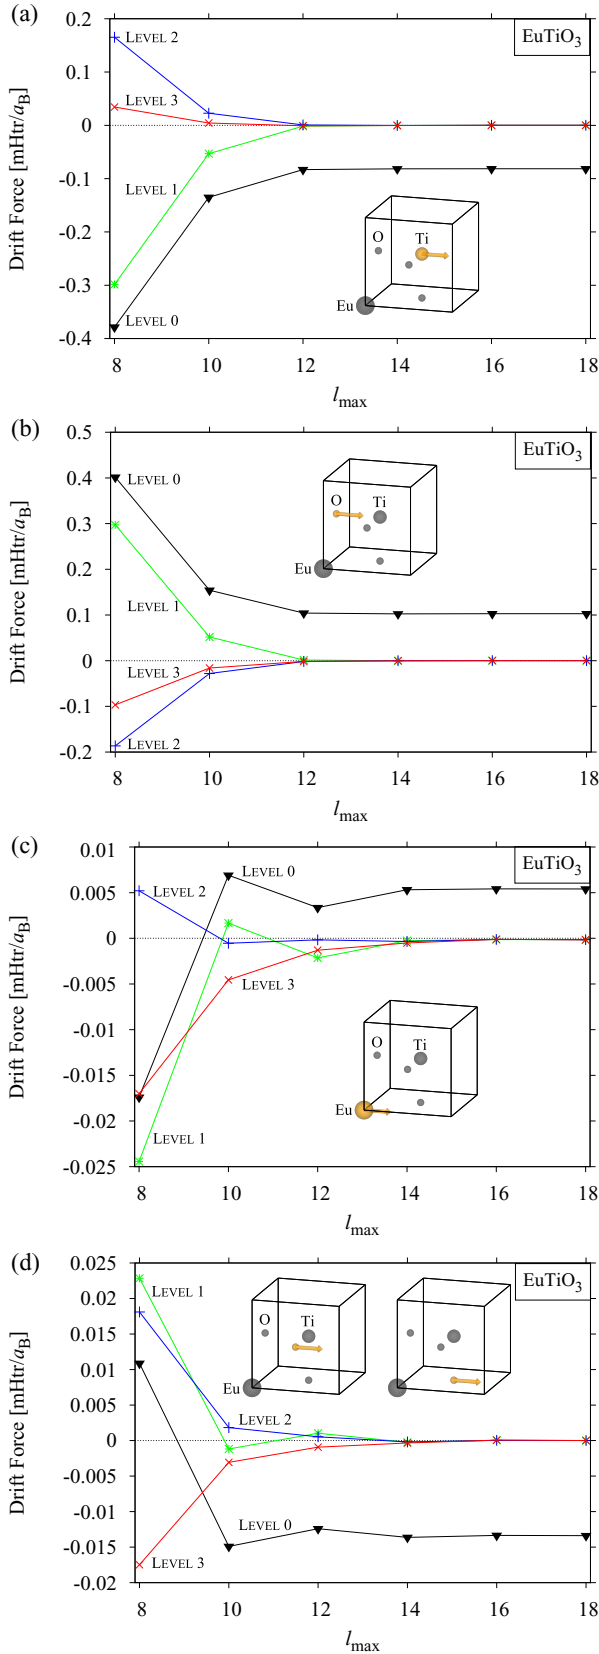 (a)
EuTiO3
Drift Force [mHtr/aB]
0.2
0.1
0
-0.1
-0.2
-0.3
-0.4
LEVEL 2
LEVEL 3
LEVEL 1
LEVEL 0
O
Ti
Eu
8 10 12 14 16 18
lmax
(b)
EuTiO3
Drift Force [mHtr/aB]
0.5
0.4
0.3
0.2
0.1
0
-0.1
-0.2
LEVEL 0
LEVEL 1
LEVEL 3
LEVEL 2
O
Ti
Eu
8 10 12 14 16 18
lmax
(c)
EuTiO3
Drift Force [mHtr/aB]
0.01
0.005
0
-0.005
-0.01
-0.015
-0.02
-0.025
LEVEL 0
LEVEL 2
LEVEL 3
LEVEL 1
O
Ti
Eu
8 10 12 14 16 18
lmax
(d)
EuTiO3
Drift Force [mHtr/aB]
0.025
0.02
0.015
0.01
0.005
0
-0.005
-0.01
-0.015
-0.02
LEVEL 1
LEVEL 2
LEVEL 0
LEVEL 3
O
Ti
Eu
8 10 12 14 16 18
lmax